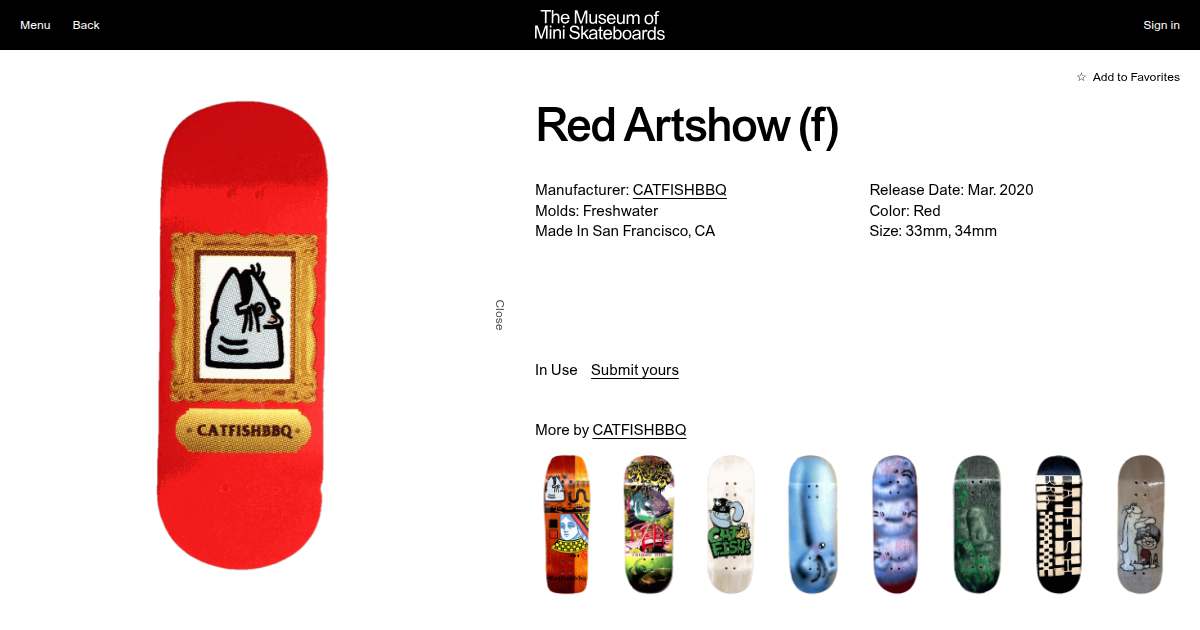 Menu
Back
The Museum of
Mini Skateboards
Sign in
☆ Add to Favorites
Red Artshow (f)
Manufacturer: CATFISHBBQ
Molds: Freshwater
Made In San Francisco, CA
Release Date: Mar. 2020
Color: Red
Size: 33mm, 34mm
Close
CATFISHBBQ
In Use Submit yours
More by CATFISHBBQ
CAT
FISH